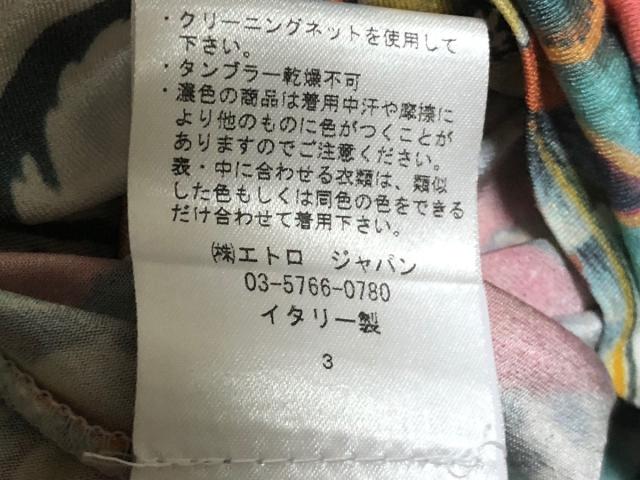 ・クリーニングネットを使用して
下さい。
・タンブラー乾燥不可
・濃色の商品は着用中汗や摩擦に
より他のものに色がつくことが
ありますのでご注意ください。
表・中に合わせる衣類は、類似
した色もしくは同色の色をできる
だけ合わせて着用下さい。
㈱エトロ ジャパン
03-5766-0780
イタリー製
3